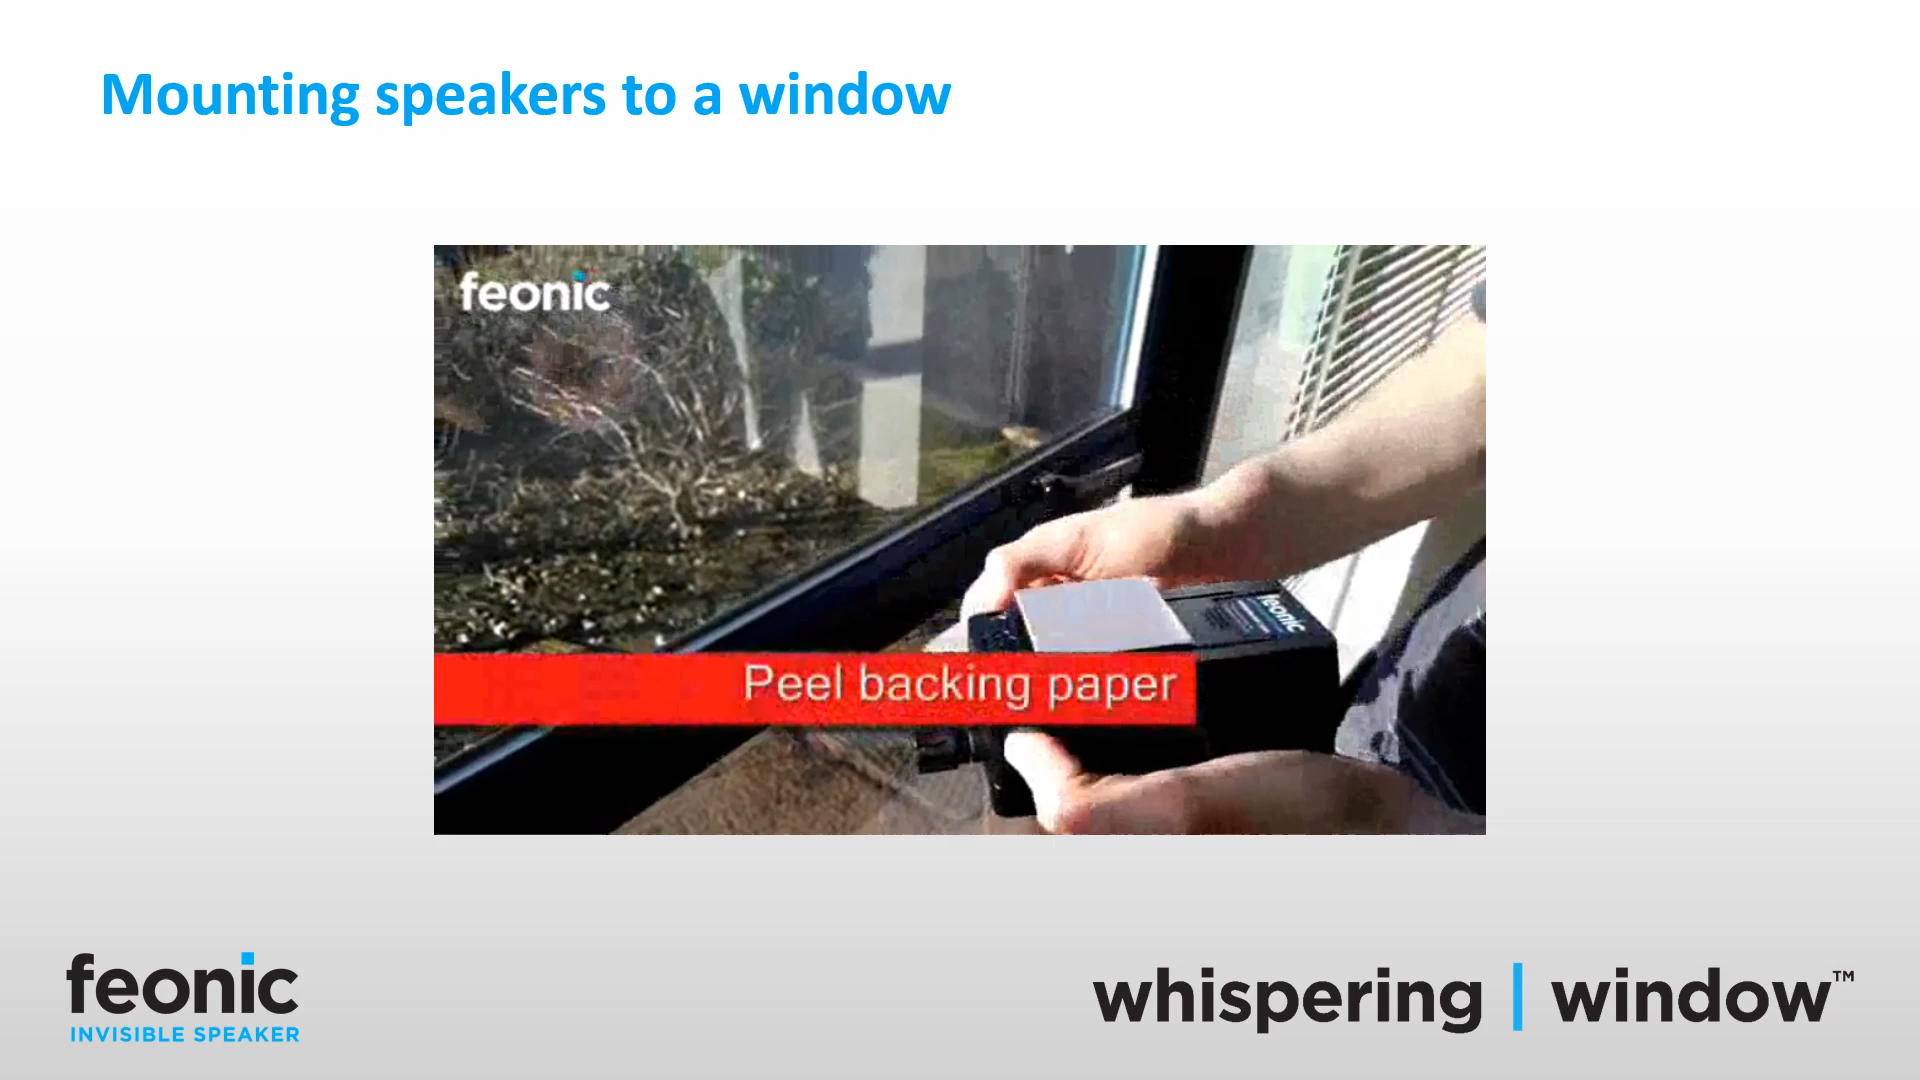 Mounting speakers to a window
feonic
feonic
Peel backing paper
feonic
INVISIBLE SPEAKER
whispering | window™